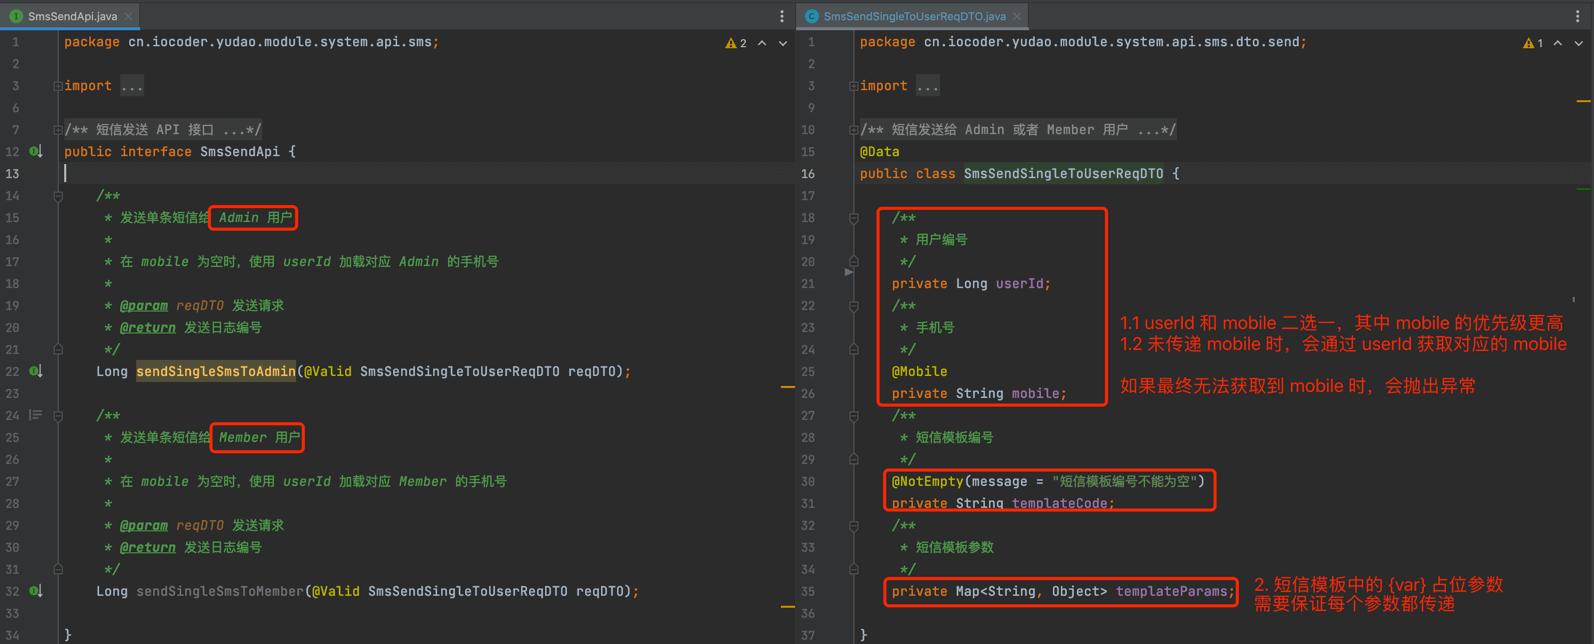 SmsSendApi.java
1 package cn.iocoder.yudao.module.system.api.sms;
2
3 import ...
6
7 /** 短信发送 API 接口 ...*/
12 public interface SmsSendApi {
13
14 /**
15 * 发送单条短信给 Admin 用户
16 *
17 * 在 mobile 为空时，使用 userId 加载对应 Admin 的手机号
18 *
19 * @param reqDTO 发送请求
20 * @return 发送日志编号
21 */
22 Long sendSingleSmsToAdmin(@Valid SmsSendSingleToUserReqDTO reqDTO);
23
24 /**
25 * 发送单条短信给 Member 用户
26 *
27 * 在 mobile 为空时，使用 userId 加载对应 Member 的手机号
28 *
29 * @param reqDTO 发送请求
30 * @return 发送日志编号
31 */
32 Long sendSingleSmsToMember(@Valid SmsSendSingleToUserReqDTO reqDTO);
33
34 }
2
SmsSendSingleToUserReqDTO.java
1 package cn.iocoder.yudao.module.system.api.sms.dto.send;
2
3 import ...
9
10 /** 短信发送给 Admin 或者 Member 用户 ...*/
15 @Data
16 public class SmsSendSingleToUserReqDTO {
17
18 /**
19 * 用户编号
20 */
21 private Long userId;
22 /**
23 * 手机号
24 */
25 @Mobile
26 private String mobile;
27 /**
28 * 短信模板编号
29 */
30 @NotEmpty(message = "短信模板编号不能为空")
31 private String templateCode;
32 /**
33 * 短信模板参数
34 */
35 private Map<String, Object> templateParams;
36
37 }
1
1.1 userId 和 mobile 二选一，其中 mobile 的优先级更高
1.2 未传递 mobile 时，会通过 userId 获取对应的 mobile
如果最终无法获取到 mobile 时，会抛出异常
2. 短信模板中的 {var} 占位参数
需要保证每个参数都传递